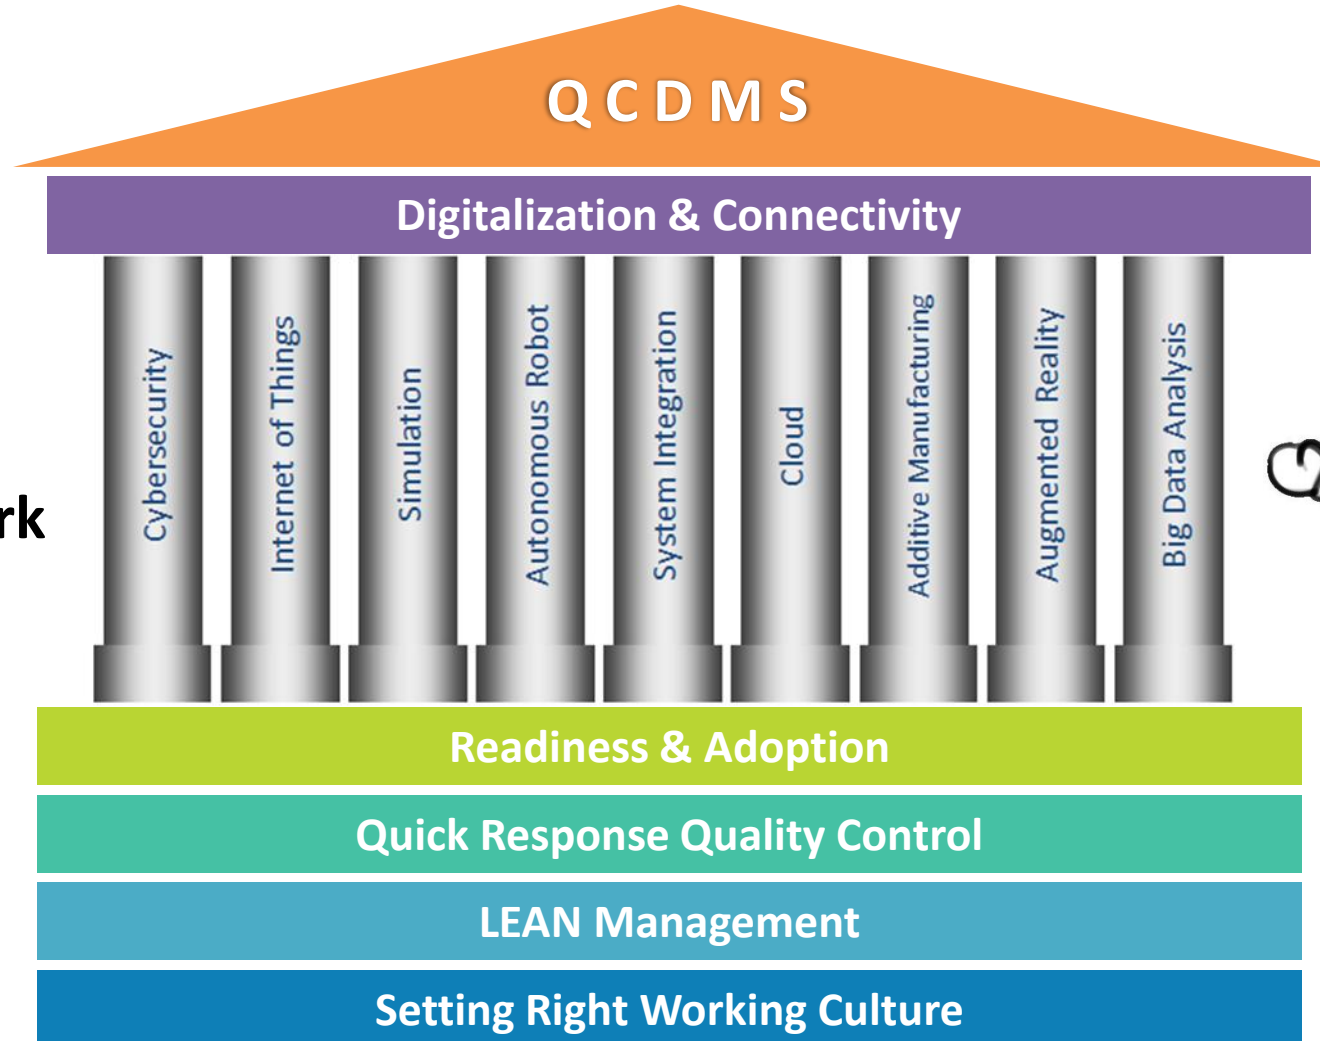 Q C D M S
Digitalization & Connectivity
Cybersecurity
Internet of Things
Simulation
Autonomous Robot
System Integration
Cloud
Additive Manufacturing
Augmented Reality
Big Data Analysis
rk
Readiness & Adoption
Quick Response Quality Control
LEAN Management
Setting Right Working Culture